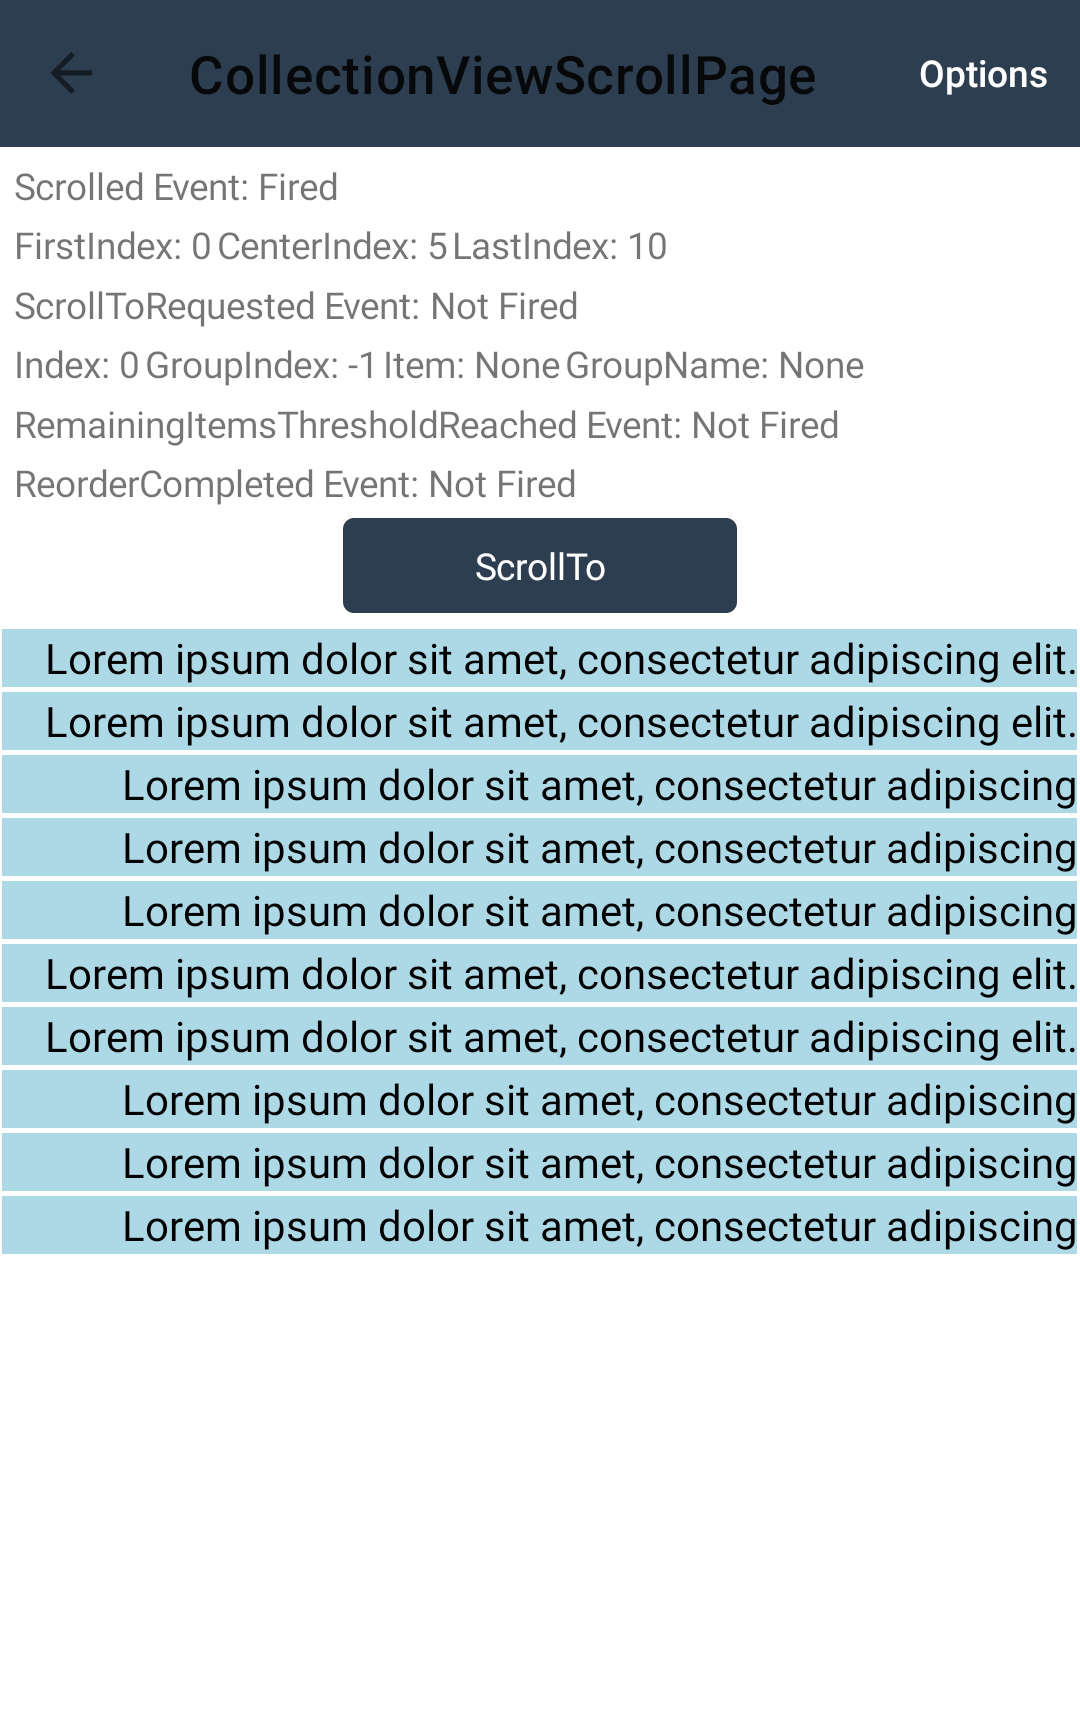 CollectionViewScrollPage
Options
Scrolled Event: Fired
FirstIndex: 0 CenterIndex: 5 LastIndex: 10
ScrollToRequested Event: Not Fired
Index: 0 GroupIndex: -1 Item: None GroupName: None
RemainingItemsThresholdReached Event: Not Fired
ReorderCompleted Event: Not Fired
ScrollTo
Lorem ipsum dolor sit amet, consectetur adipiscing elit.
Lorem ipsum dolor sit amet, consectetur adipiscing elit.
Lorem ipsum dolor sit amet, consectetur adipiscing
Lorem ipsum dolor sit amet, consectetur adipiscing
Lorem ipsum dolor sit amet, consectetur adipiscing
Lorem ipsum dolor sit amet, consectetur adipiscing elit.
Lorem ipsum dolor sit amet, consectetur adipiscing elit.
Lorem ipsum dolor sit amet, consectetur adipiscing
Lorem ipsum dolor sit amet, consectetur adipiscing
Lorem ipsum dolor sit amet, consectetur adipiscing